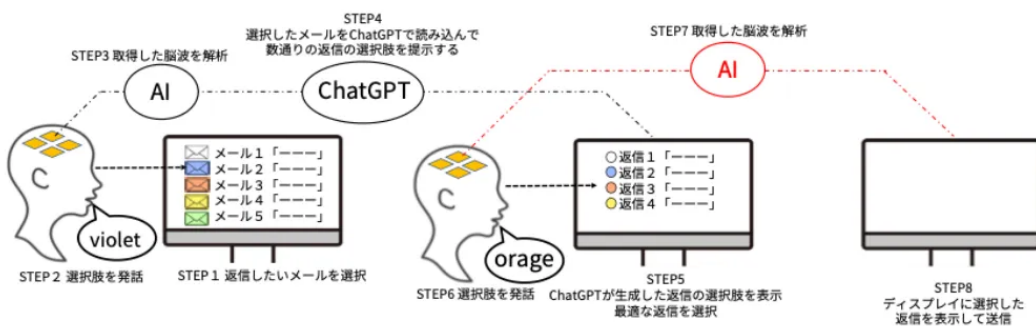 STEP3 取得した脳波を解析
AI
STEP4
選択したメールをChatGPTで読み込んで
数通りの返信の選択肢を提示する
ChatGPT
メール1「ーーー」
メール2「ーーー」
メール3「ーーー」
メール4「ーーー」
メール5「ーーー」
violet
STEP2 選択肢を発話
STEP1 返信したいメールを選択
STEP7 取得した脳波を解析
AI
返信1「ーーー」
返信2「ーーー」
返信3「ーーー」
返信4「ーーー」
orage
STEP6 選択肢を発話
STEP5
ChatGPTが生成した返信の選択肢を表示
最適な返信を選択
STEP8
ディスプレイに選択した
返信を表示して送信